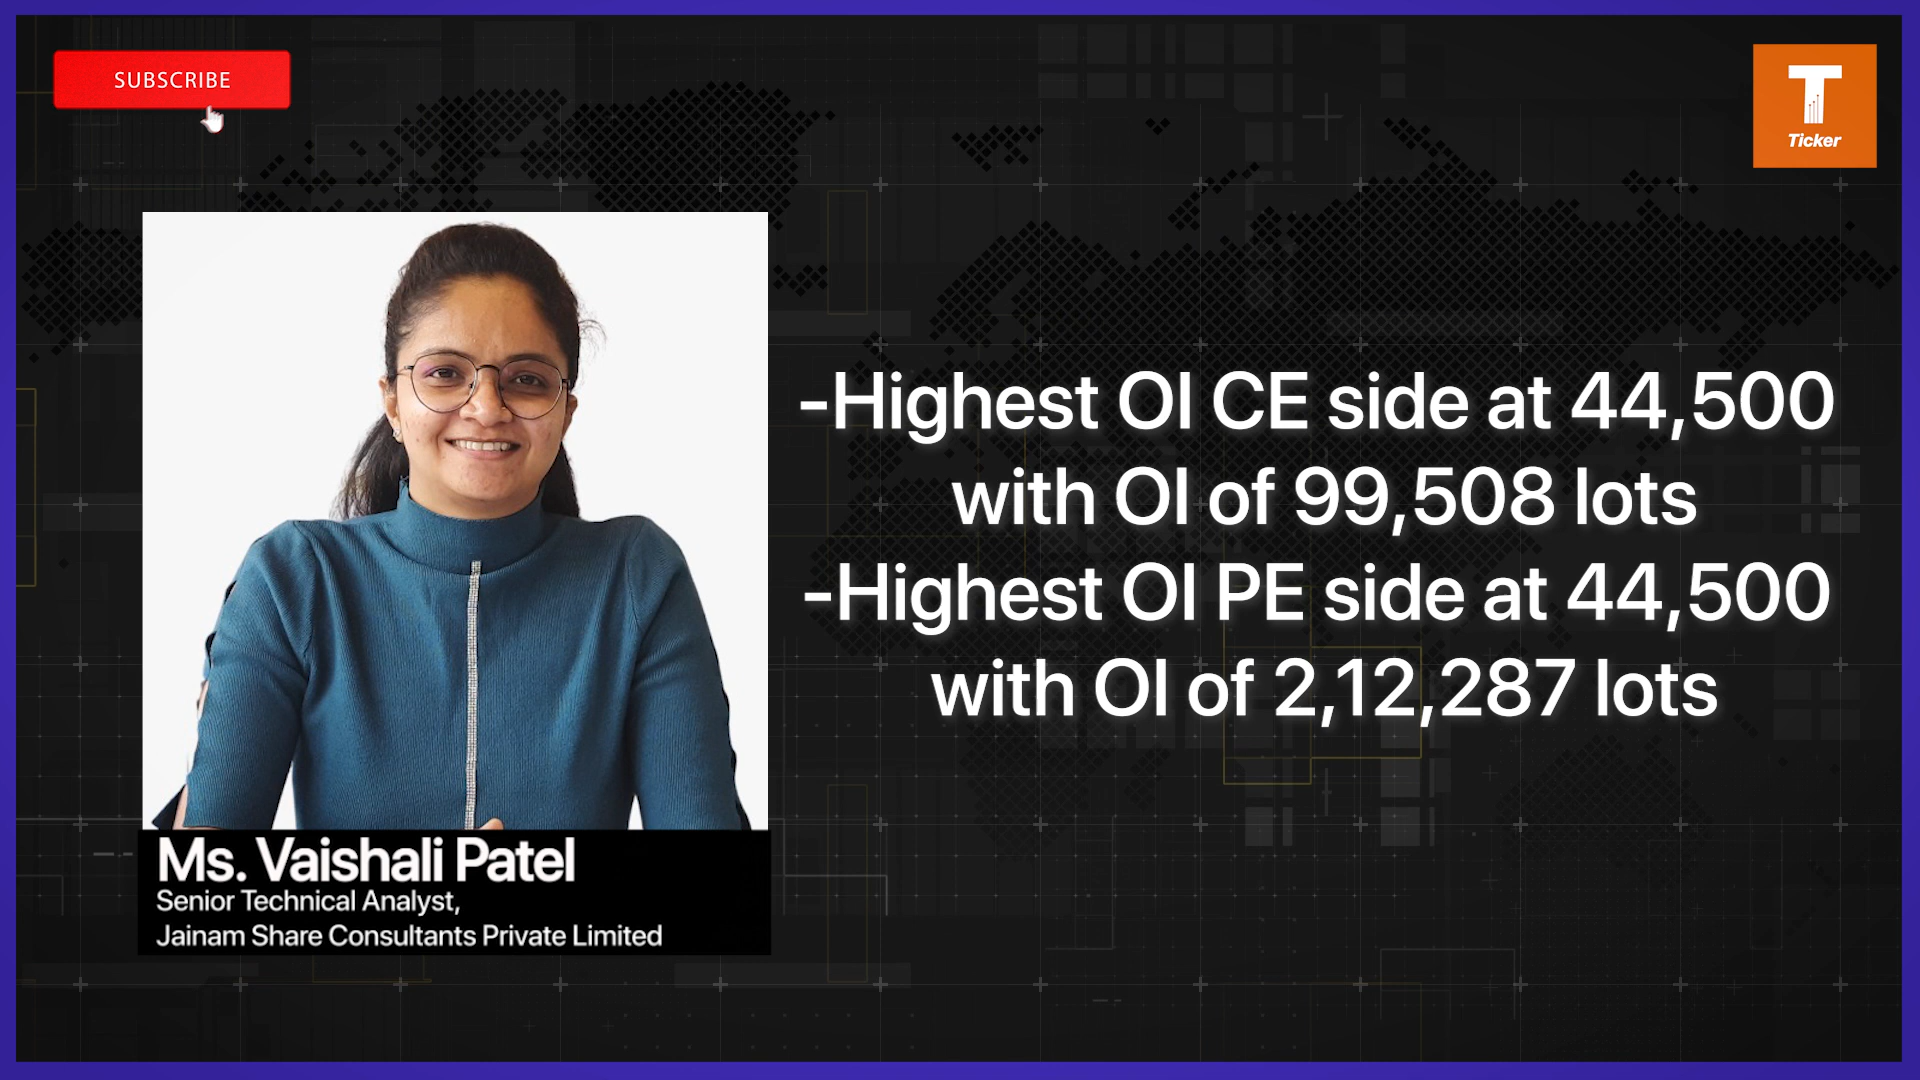 SUBSCRIBE
Ticker
-Highest OI CE side at 44,500
with OI of 99,508 lots
-Highest OI PE side at 44,500
with OI of 2,12,287 lots
Ms. Vaishali Patel
Senior Technical Analyst,
Jainam Share Consultants Private Limited